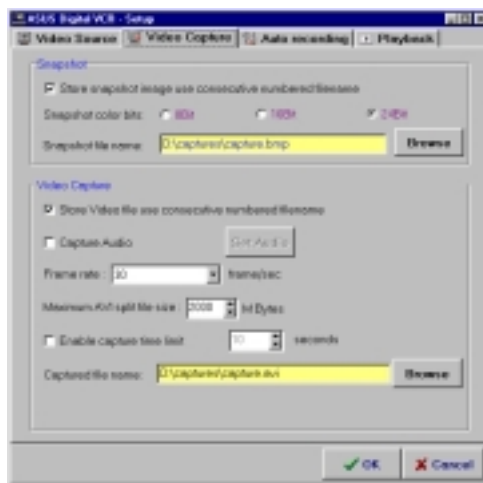 ASUS Digital VCR - Setup
Video Source Video Capture Auto recording Playback
Snapshot
Store snapshot image use consecutive numbered filename
Snapshot color bits: 8Bit 16Bit 24Bit
Snapshot file name: D:\captures\capture.bmp Browse
Video Capture
Store Video file use consecutive numbered filename
Capture Audio Set Audio
Frame rate : frame/sec
Maximum AVI split file size : 2000 M Bytes
Enable capture time limit 10 seconds
Captured file name: D:\captures\capture.avi Browse
OK Cancel